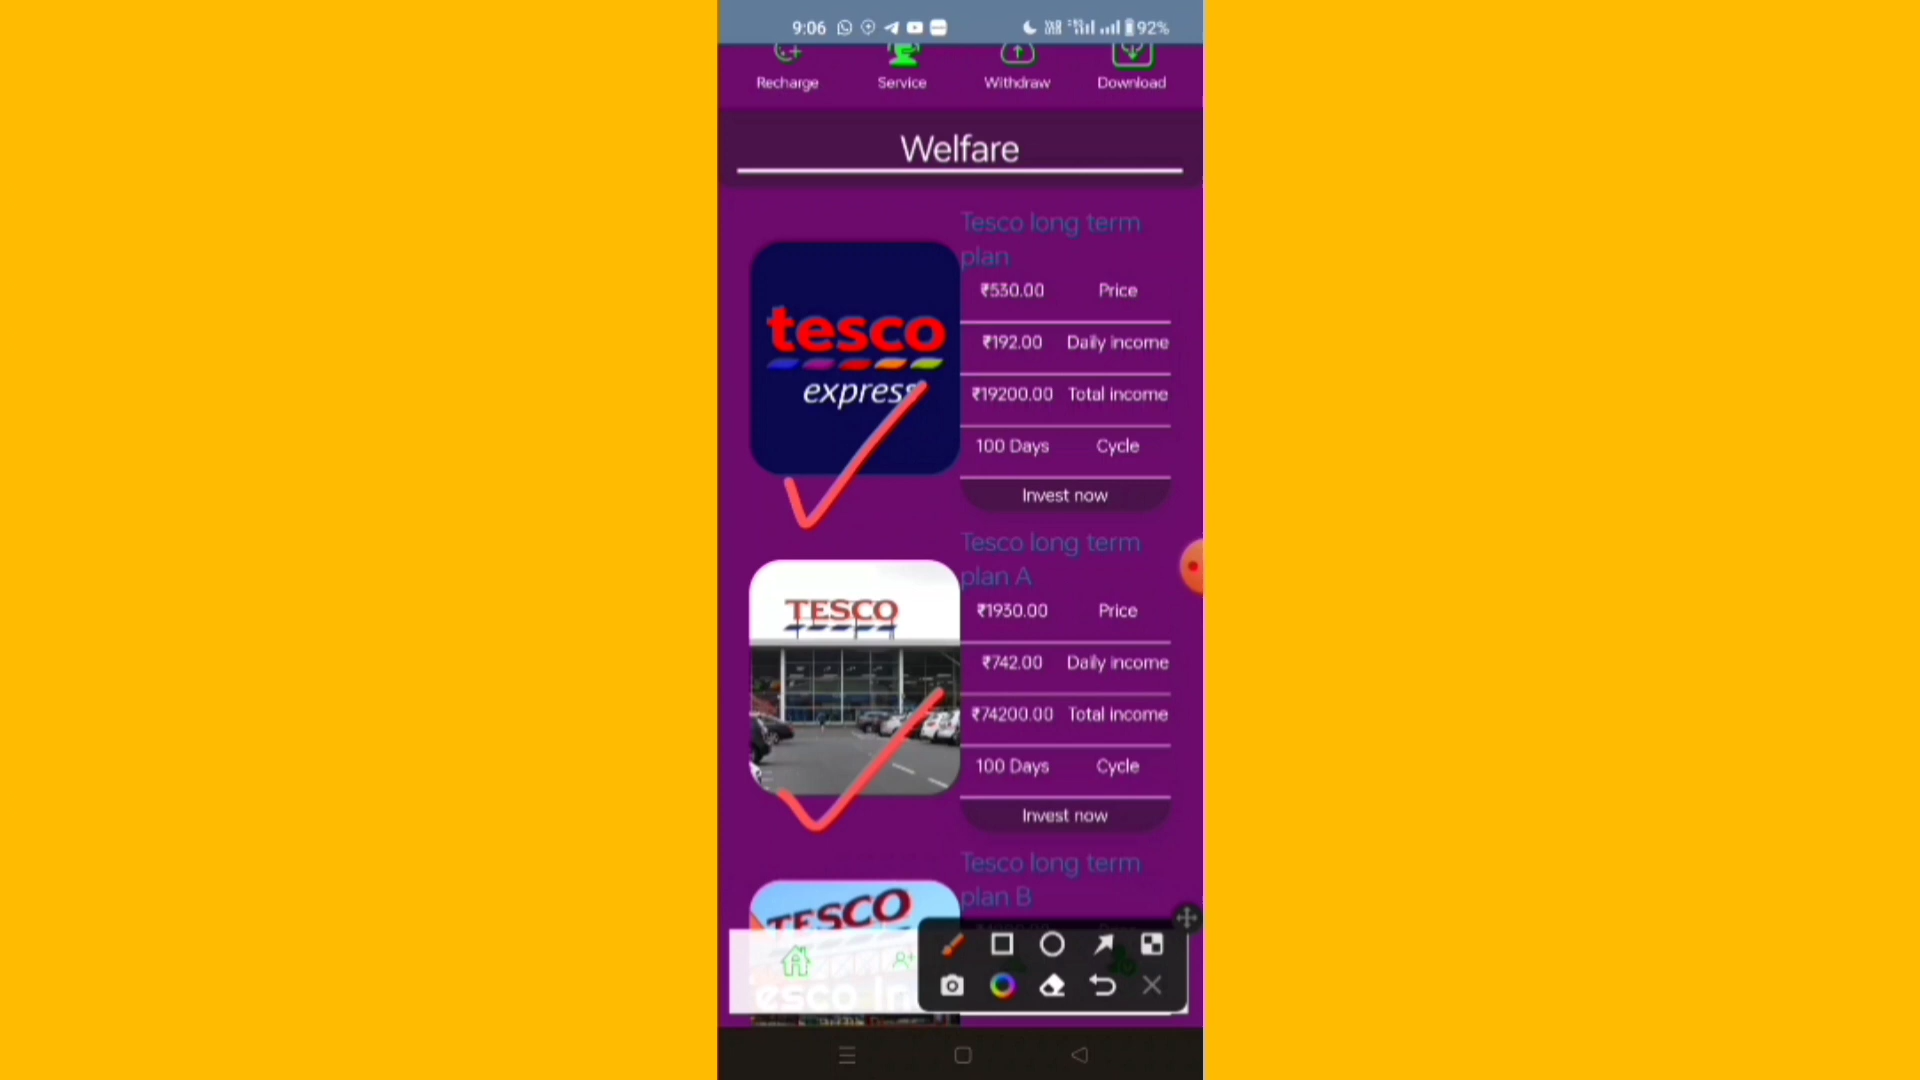 9:06
92%
Recharge Service Withdraw Download
Welfare
Tesco long term
plan
tesco
express
₹530.00 Price
₹192.00 Daily income
₹19200.00 Total income
100 Days Cycle
Invest now
Tesco long term
plan A
TESCO
₹1930.00 Price
₹742.00 Daily income
₹74200.00 Total income
100 Days Cycle
Invest now
Tesco long term
plan B
TESCO
esco In